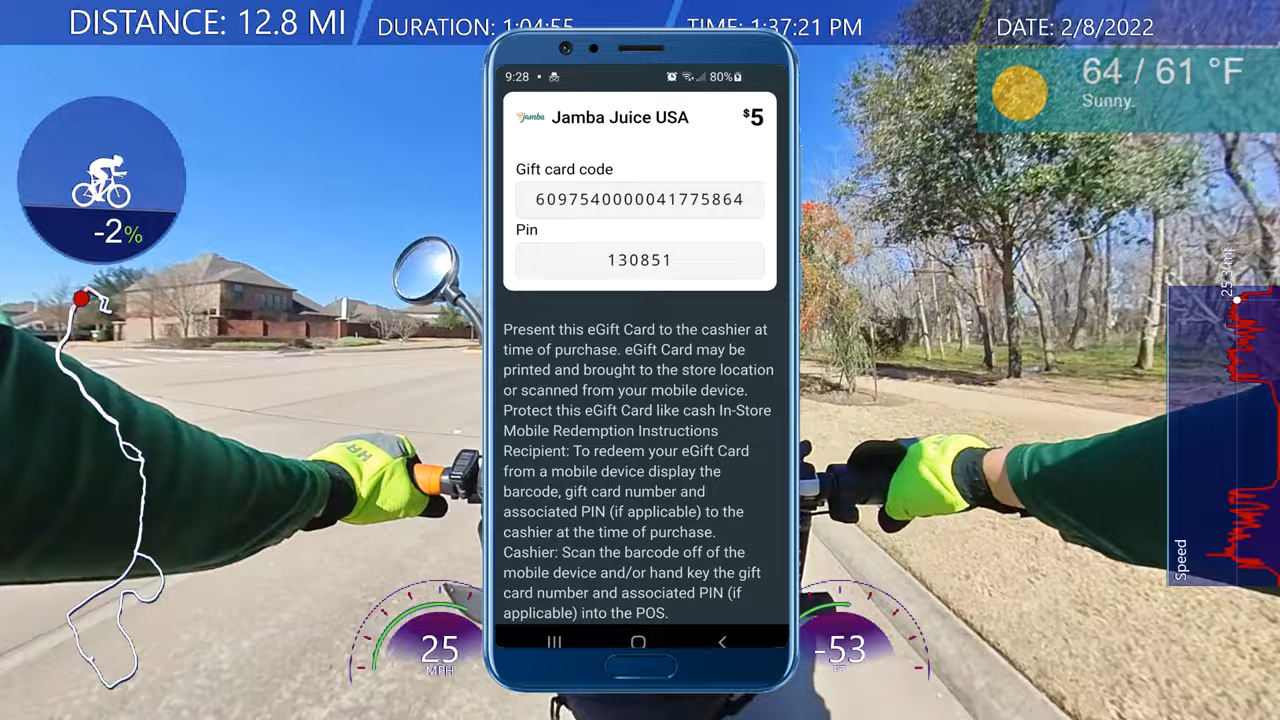 DISTANCE: 12.8 MI
DURATION: 1:04:55
TIME: 1:37:21 PM
DATE: 2/8/2022
64 / 61 °F
Sunny.
-2%
9:28
80%
jamba
Jamba Juice USA
$5
Gift card code
6097540000041775864
Pin
130851
Present this eGift Card to the cashier at
time of purchase. eGift Card may be
printed and brought to the store location
or scanned from your mobile device.
Protect this eGift Card like cash In-Store
Mobile Redemption Instructions
Recipient: To redeem your eGift Card
from a mobile device display the
barcode, gift card number and
associated PIN (if applicable) to the
cashier at the time of purchase.
Cashier: Scan the barcode off of the
mobile device and/or hand key the gift
card number and associated PIN (if
applicable) into the POS.
25.3 MI
Speed
25
MPH
-53
FT